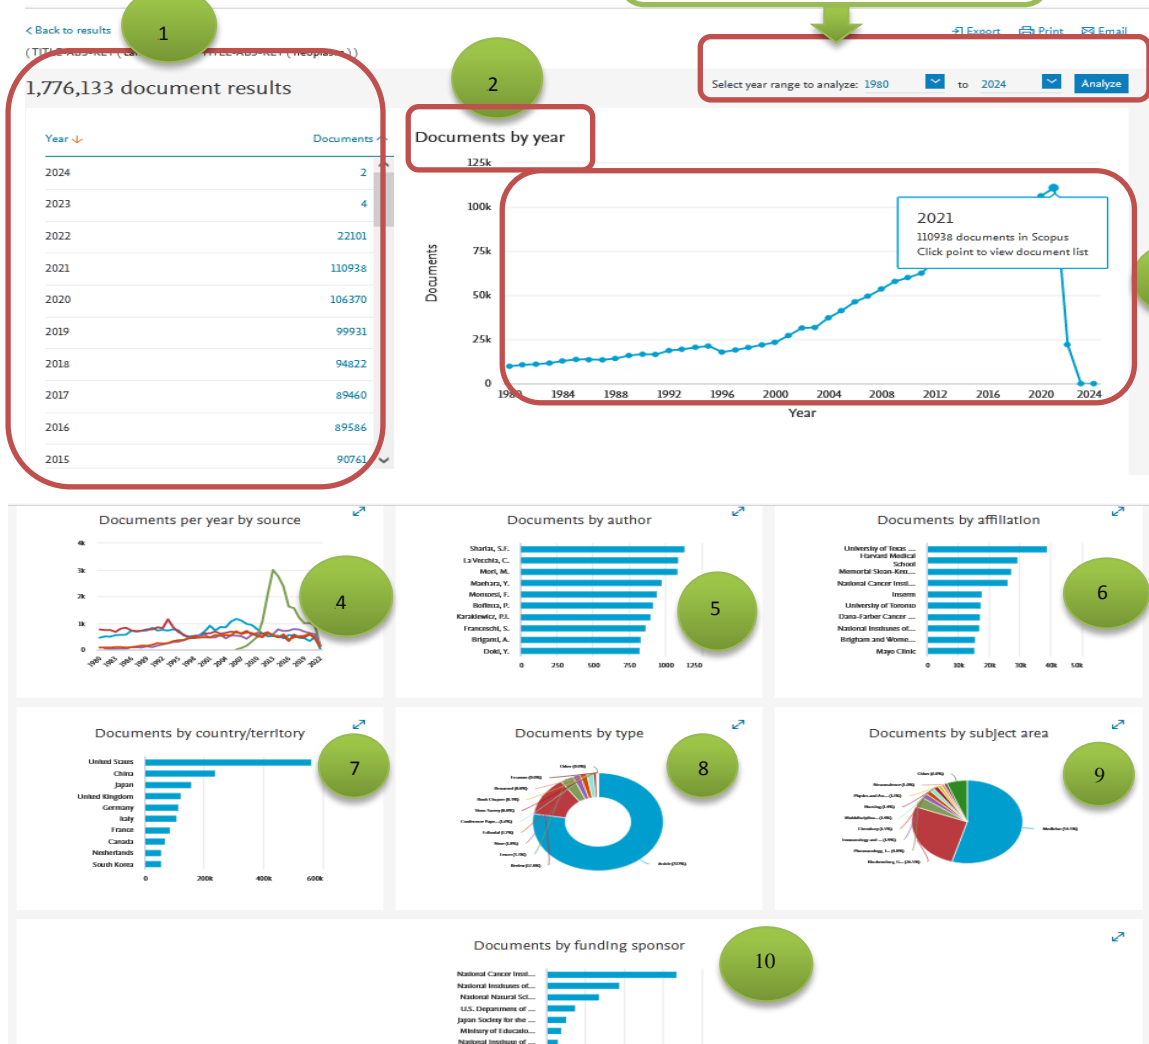 1
< Back to results
Export Print Email
1,776,133 document results
Select year range to analyze: 1980 to 2024 Analyze
2
Year Documents
2024 2
2023 4
2022 22101
2021 110938
2020 106370
2019 99931
2018 94822
2017 89460
2016 89586
2015 90761
Documents by year
125k
100k
75k
50k
25k
0
Documents
2021
110938 documents in Scopus
Click point to view document list
1984 1988 1992 1996 2000 2004 2008 2012 2016 2020 2024
Year
Documents per year by source
4k
3k
2k
1k
0
4
Documents by author
Shariat, S.F.
La Vecchia, C.
Mori, M.
Maehara, Y.
Montorsi, F.
Boffetta, P.
Karakiewicz, P.I.
Franceschi, S.
Briganti, A.
Doki, Y.
0 250 500 750 1000 1250
5
Documents by affiliation
University of Texas ...
Harvard Medical
School
Memorial Sloan-Kett...
National Cancer Insti...
Inserm
University of Toronto
Dana-Farber Cancer ...
National Institutes of...
Brigham and Wome...
Mayo Clinic
0 10k 20k 30k 40k 50k
6
Documents by country/territory
United States
China
Japan
United Kingdom
Germany
Italy
France
Canada
Netherlands
South Korea
0 200k 400k 600k
7
Documents by type
8
Documents by subject area
9
Documents by funding sponsor
10
National Cancer Insti...
National Institutes of...
National Natural Sci...
U.S. Department of ...
Japan Society for the ...
Ministry of Educatio...
National Institute of ...